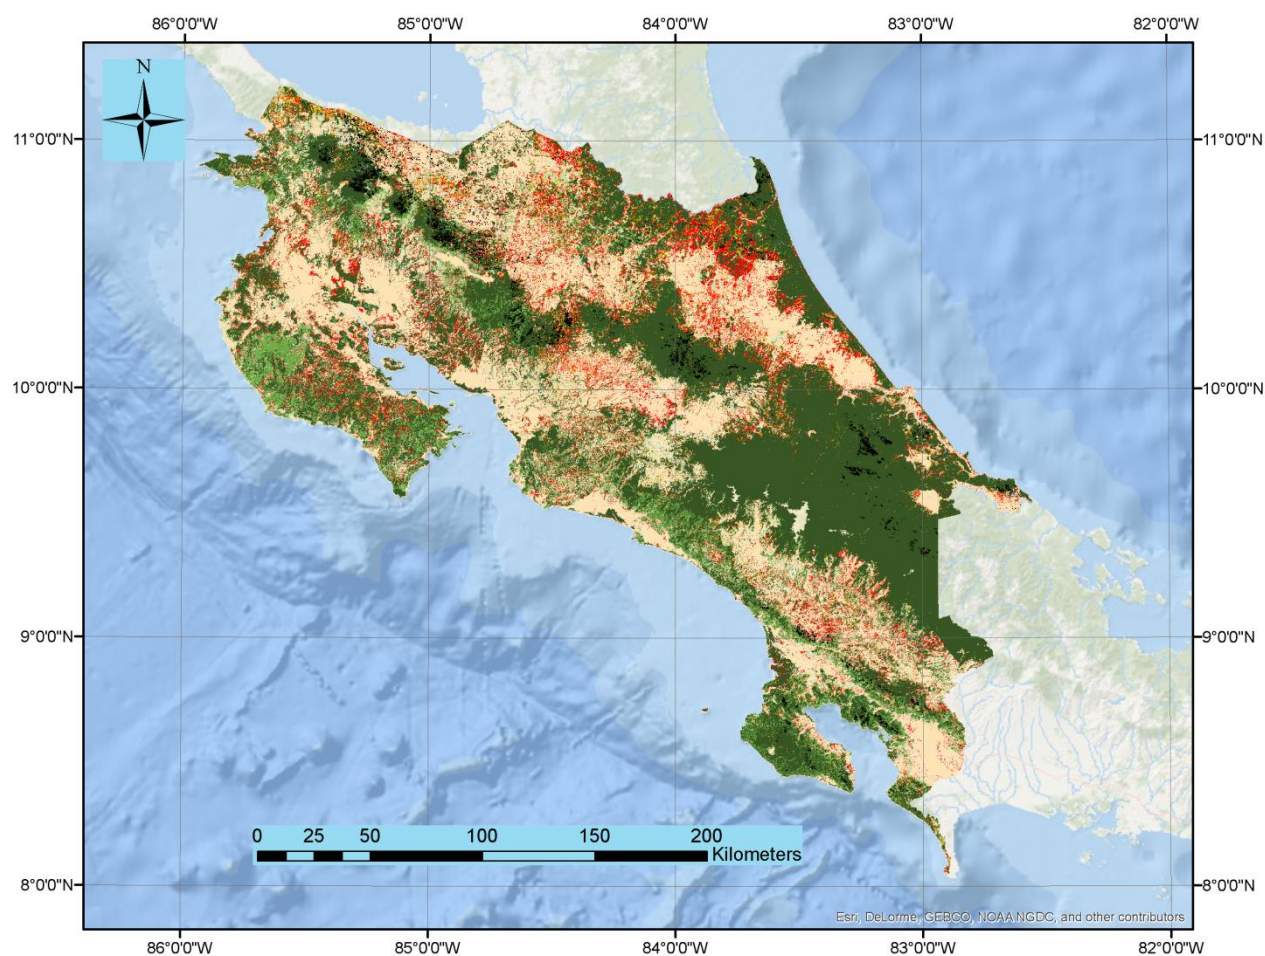 86°0'0"W 85°0'0"W 84°0'0"W 83°0'0"W 82°0'0"W
N
11°0'0"N 11°0'0"N
10°0'0"N 10°0'0"N
9°0'0"N 9°0'0"N
0 25 50 100 150 200
Kilometers
8°0'0"N 8°0'0"N
Esri, DeLorme, GEBCO, NOAA NGDC, and other contributors
86°0'0"W 85°0'0"W 84°0'0"W 83°0'0"W 82°0'0"W